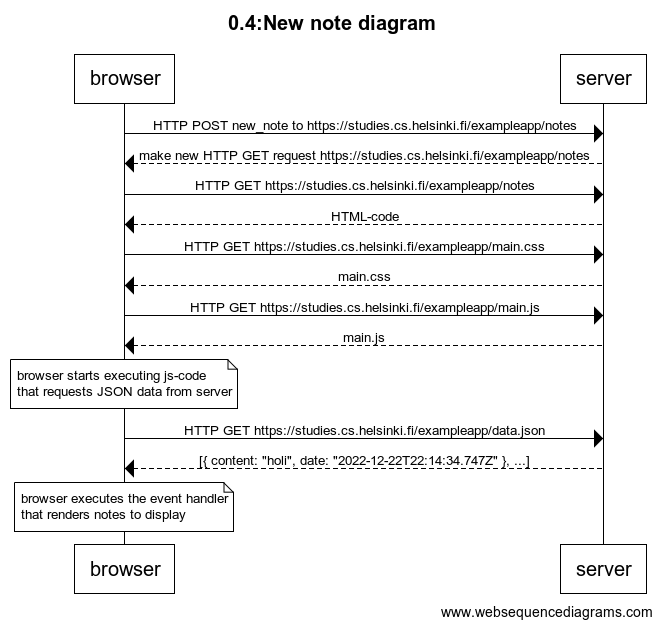 0.4:New note diagram
browser
server
HTTP POST new_note to https://studies.cs.helsinki.fi/exampleapp/notes
make new HTTP GET request https://studies.cs.helsinki.fi/exampleapp/notes
HTTP GET https://studies.cs.helsinki.fi/exampleapp/notes
HTML-code
HTTP GET https://studies.cs.helsinki.fi/exampleapp/main.css
main.css
HTTP GET https://studies.cs.helsinki.fi/exampleapp/main.js
main.js
browser starts executing js-code
that requests JSON data from server
HTTP GET https://studies.cs.helsinki.fi/exampleapp/data.json
[{ content: "holi", date: "2022-12-22T22:14:34.747Z" }, ...]
browser executes the event handler
that renders notes to display
browser
server
www.websequencediagrams.com